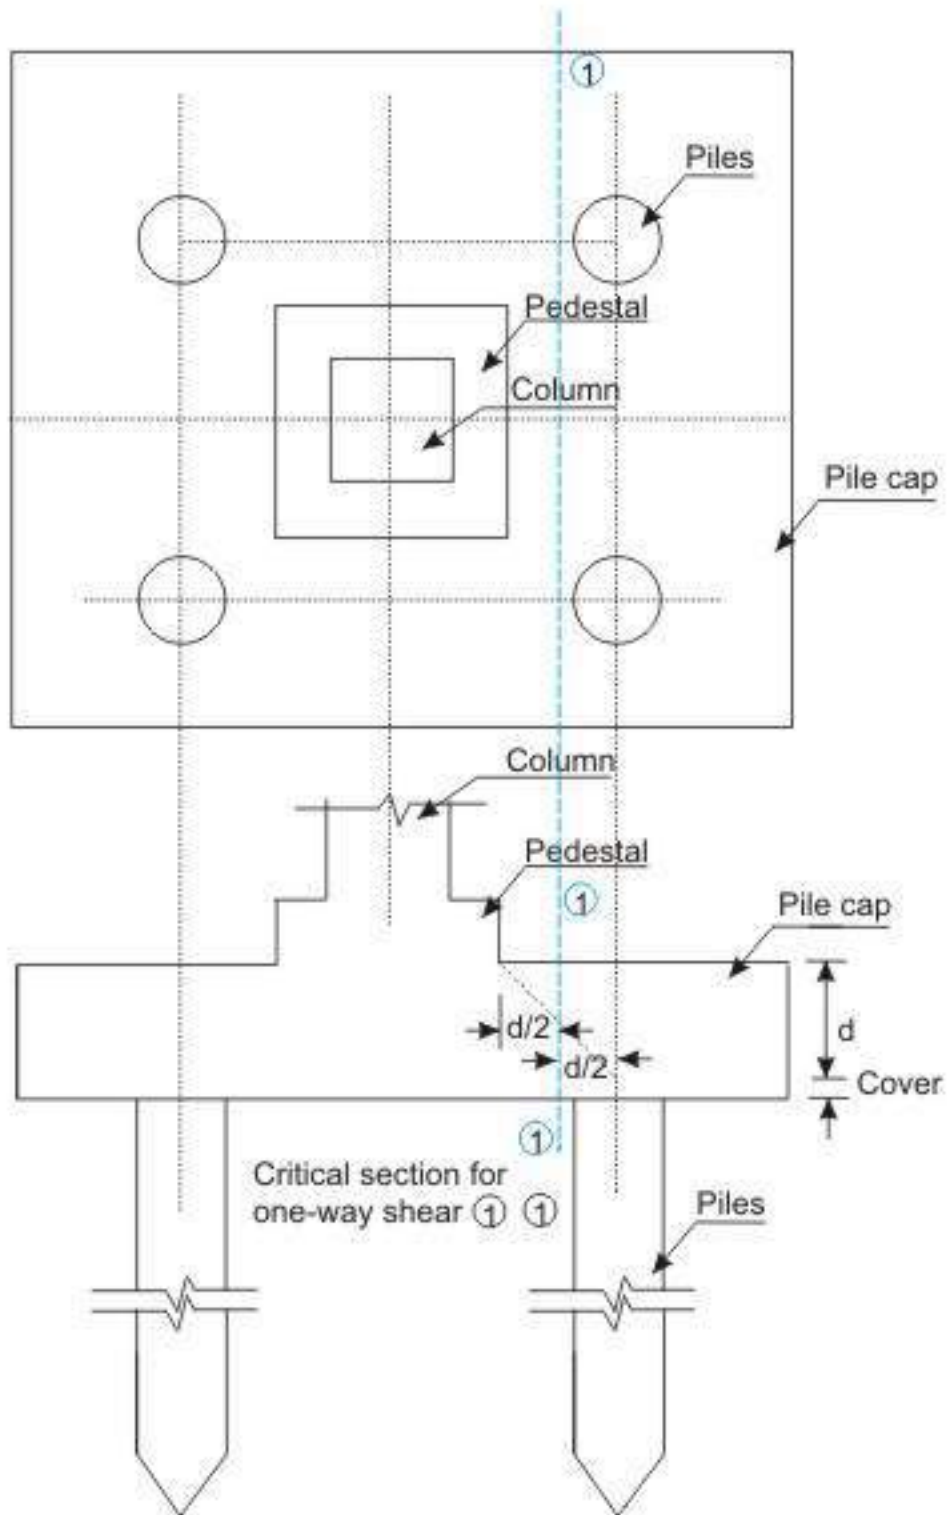 ①
Piles
Pedestal
Column
Pile cap
Column
Pedestal
①
Pile cap
d/2
d
d/2
Cover
①
Critical section for
one-way shear ① ①
Piles